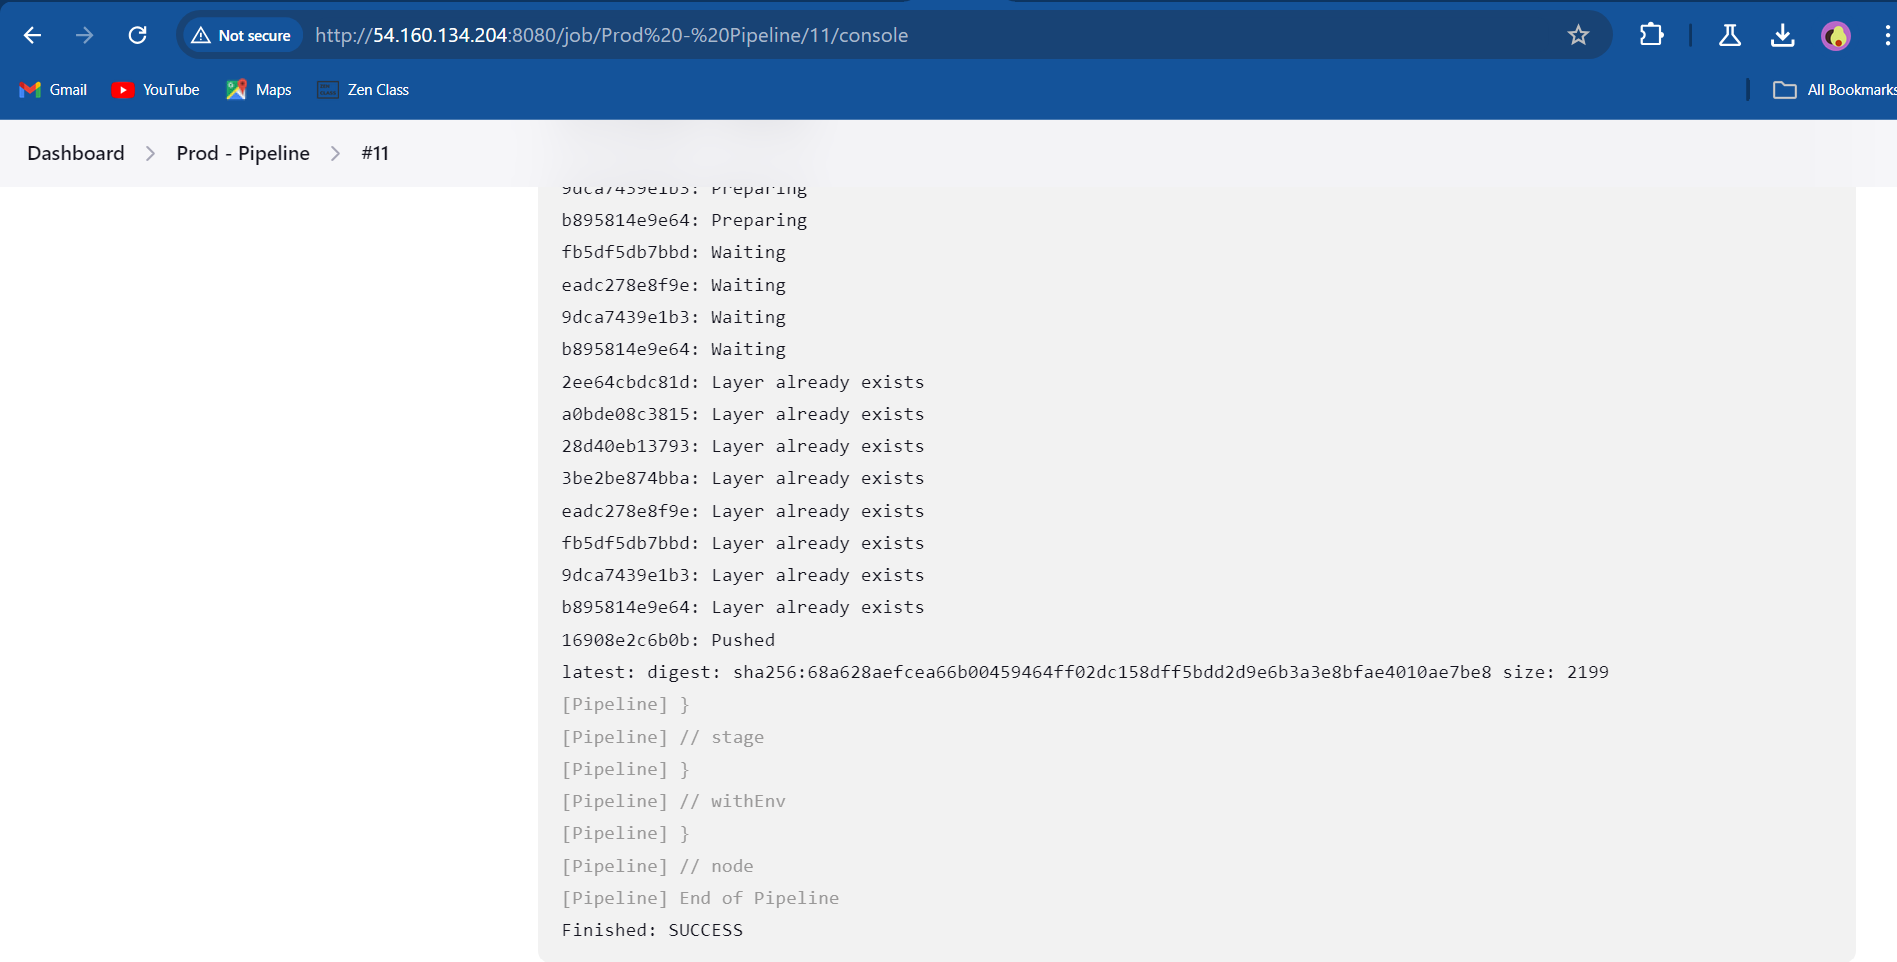 Not secure http://54.160.134.204:8080/job/Prod%20-%20Pipeline/11/console
Gmail YouTube Maps Zen Class All Bookmarks
Dashboard > Prod - Pipeline > #11
9dca7439e1b3: Preparing
b895814e9e64: Preparing
fb5df5db7bbd: Waiting
eadc278e8f9e: Waiting
9dca7439e1b3: Waiting
b895814e9e64: Waiting
2ee64cbdc81d: Layer already exists
a0bde08c3815: Layer already exists
28d40eb13793: Layer already exists
3be2be874bba: Layer already exists
eadc278e8f9e: Layer already exists
fb5df5db7bbd: Layer already exists
9dca7439e1b3: Layer already exists
b895814e9e64: Layer already exists
16908e2c6b0b: Pushed
latest: digest: sha256:68a628aefcea66b00459464ff02dc158dff5bdd2d9e6b3a3e8bfae4010ae7be8 size: 2199
[Pipeline] }
[Pipeline] // stage
[Pipeline] }
[Pipeline] // withEnv
[Pipeline] }
[Pipeline] // node
[Pipeline] End of Pipeline
Finished: SUCCESS